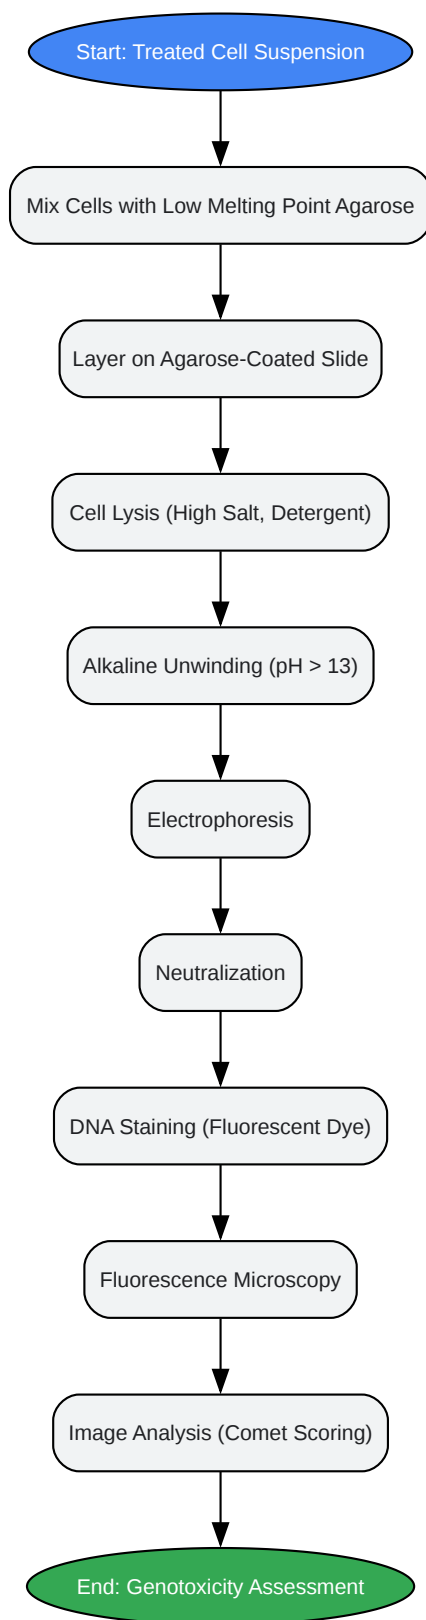 Start: Treated Cell Suspension
Mix Cells with Low Melting Point Agarose
Layer on Agarose-Coated Slide
Cell Lysis (High Salt, Detergent)
Alkaline Unwinding (pH > 13)
Electrophoresis
Neutralization
DNA Staining (Fluorescent Dye)
Fluorescence Microscopy
Image Analysis (Comet Scoring)
End: Genotoxicity Assessment